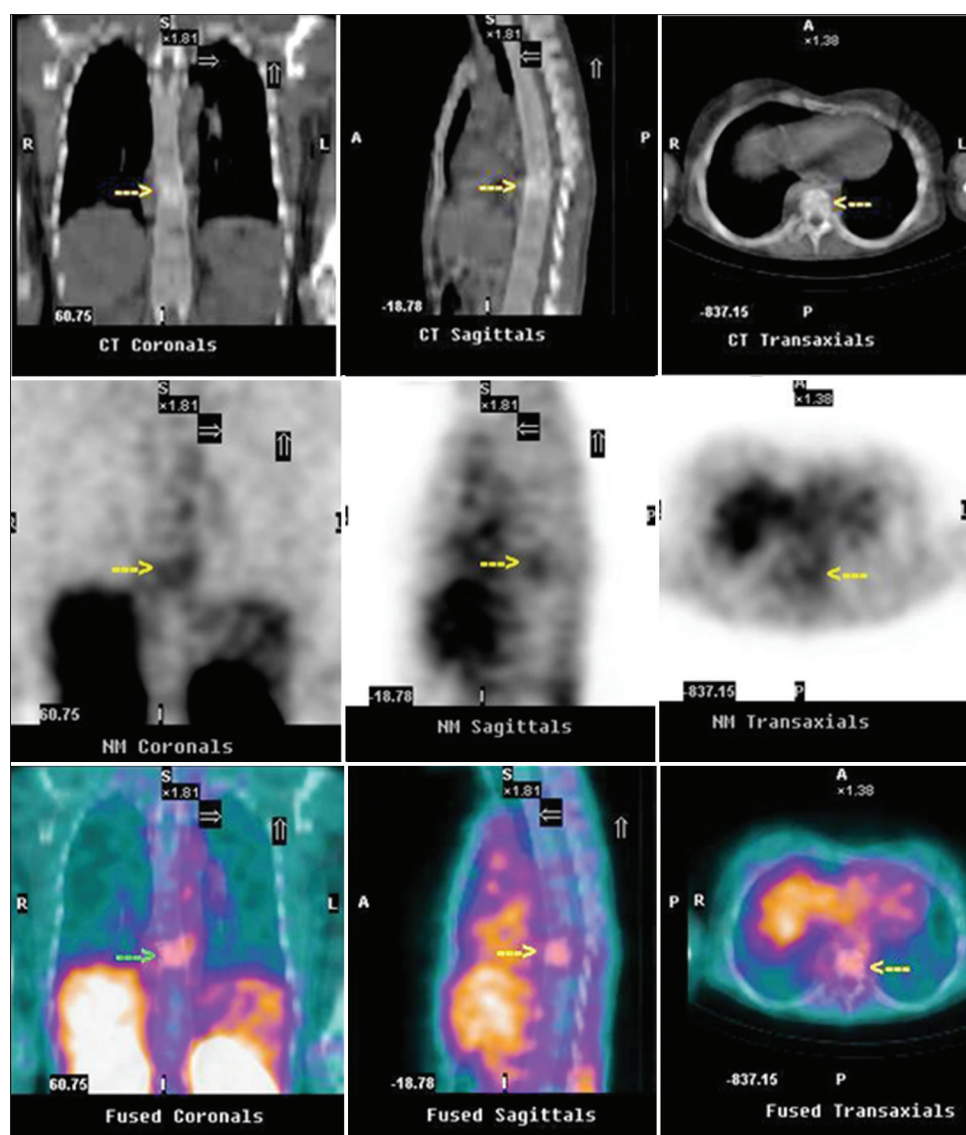 S S A
×1.81 ×1.81 ×1.38
⇒ ⇐
⇑ ⇑
R L A P R L
---> ---> <---
60.75 I -18.78 I -837.15 P
CT Coronals CT Sagittals CT Transaxials
S S A
×1.81 ×1.81 ×1.38
⇒ ⇐
⇑ ⇑
R P
---> ---> <---
60.75 I -18.78 I -837.15 P
NM Coronals NM Sagittals NM Transaxials
S S A
×1.81 ×1.81 ×1.38
⇒ ⇐
⇑ ⇑
R L A P R L
---> ---> <---
60.75 I -18.78 I -837.15 P
Fused Coronals Fused Sagittals Fused Transaxials